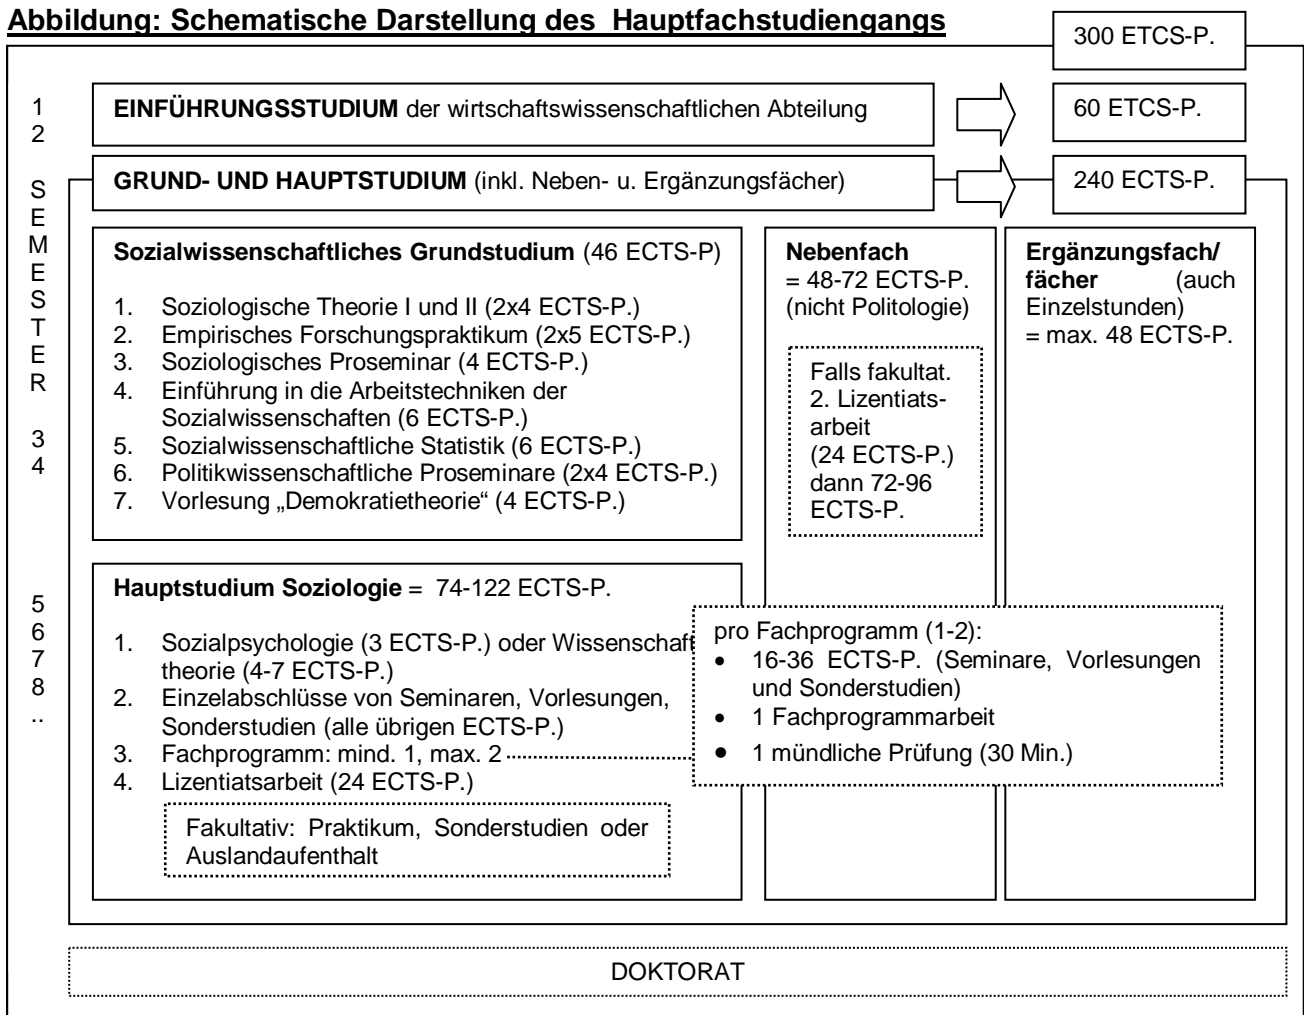 Abbildung: Schematische Darstellung des Hauptfachstudiengangs
300 ETCS-P.
1
2
EINFÜHRUNGSSTUDIUM der wirtschaftswissenschaftlichen Abteilung
60 ETCS-P.
S
E
M
E
S
T
E
R
GRUND- UND HAUPTSTUDIUM (inkl. Neben- u. Ergänzungsfächer)
240 ECTS-P.
3
4
Sozialwissenschaftliches Grundstudium (46 ECTS-P)
1. Soziologische Theorie I und II (2x4 ECTS-P.)
2. Empirisches Forschungspraktikum (2x5 ECTS-P.)
3. Soziologisches Proseminar (4 ECTS-P.)
4. Einführung in die Arbeitstechniken der
Sozialwissenschaften (6 ECTS-P.)
5. Sozialwissenschaftliche Statistik (6 ECTS-P.)
6. Politikwissenschaftliche Proseminare (2x4 ECTS-P.)
7. Vorlesung „Demokratietheorie“ (4 ECTS-P.)
Nebenfach
= 48-72 ECTS-P.
(nicht Politologie)
Falls fakultat.
2. Lizentiats-
arbeit
(24 ECTS-P.)
dann 72-96
ECTS-P.
Ergänzungsfach/
fächer (auch
Einzelstunden)
= max. 48 ECTS-P.
5
6
7
8
..
Hauptstudium Soziologie = 74-122 ECTS-P.
1. Sozialpsychologie (3 ECTS-P.) oder Wissenschaft
theorie (4-7 ECTS-P.)
2. Einzelabschlüsse von Seminaren, Vorlesungen,
Sonderstudien (alle übrigen ECTS-P.)
3. Fachprogramm: mind. 1, max. 2
4. Lizentiatsarbeit (24 ECTS-P.)
Fakultativ: Praktikum, Sonderstudien oder
Auslandaufenthalt
pro Fachprogramm (1-2):
• 16-36 ECTS-P. (Seminare, Vorlesungen
und Sonderstudien)
• 1 Fachprogrammarbeit
• 1 mündliche Prüfung (30 Min.)
DOKTORAT